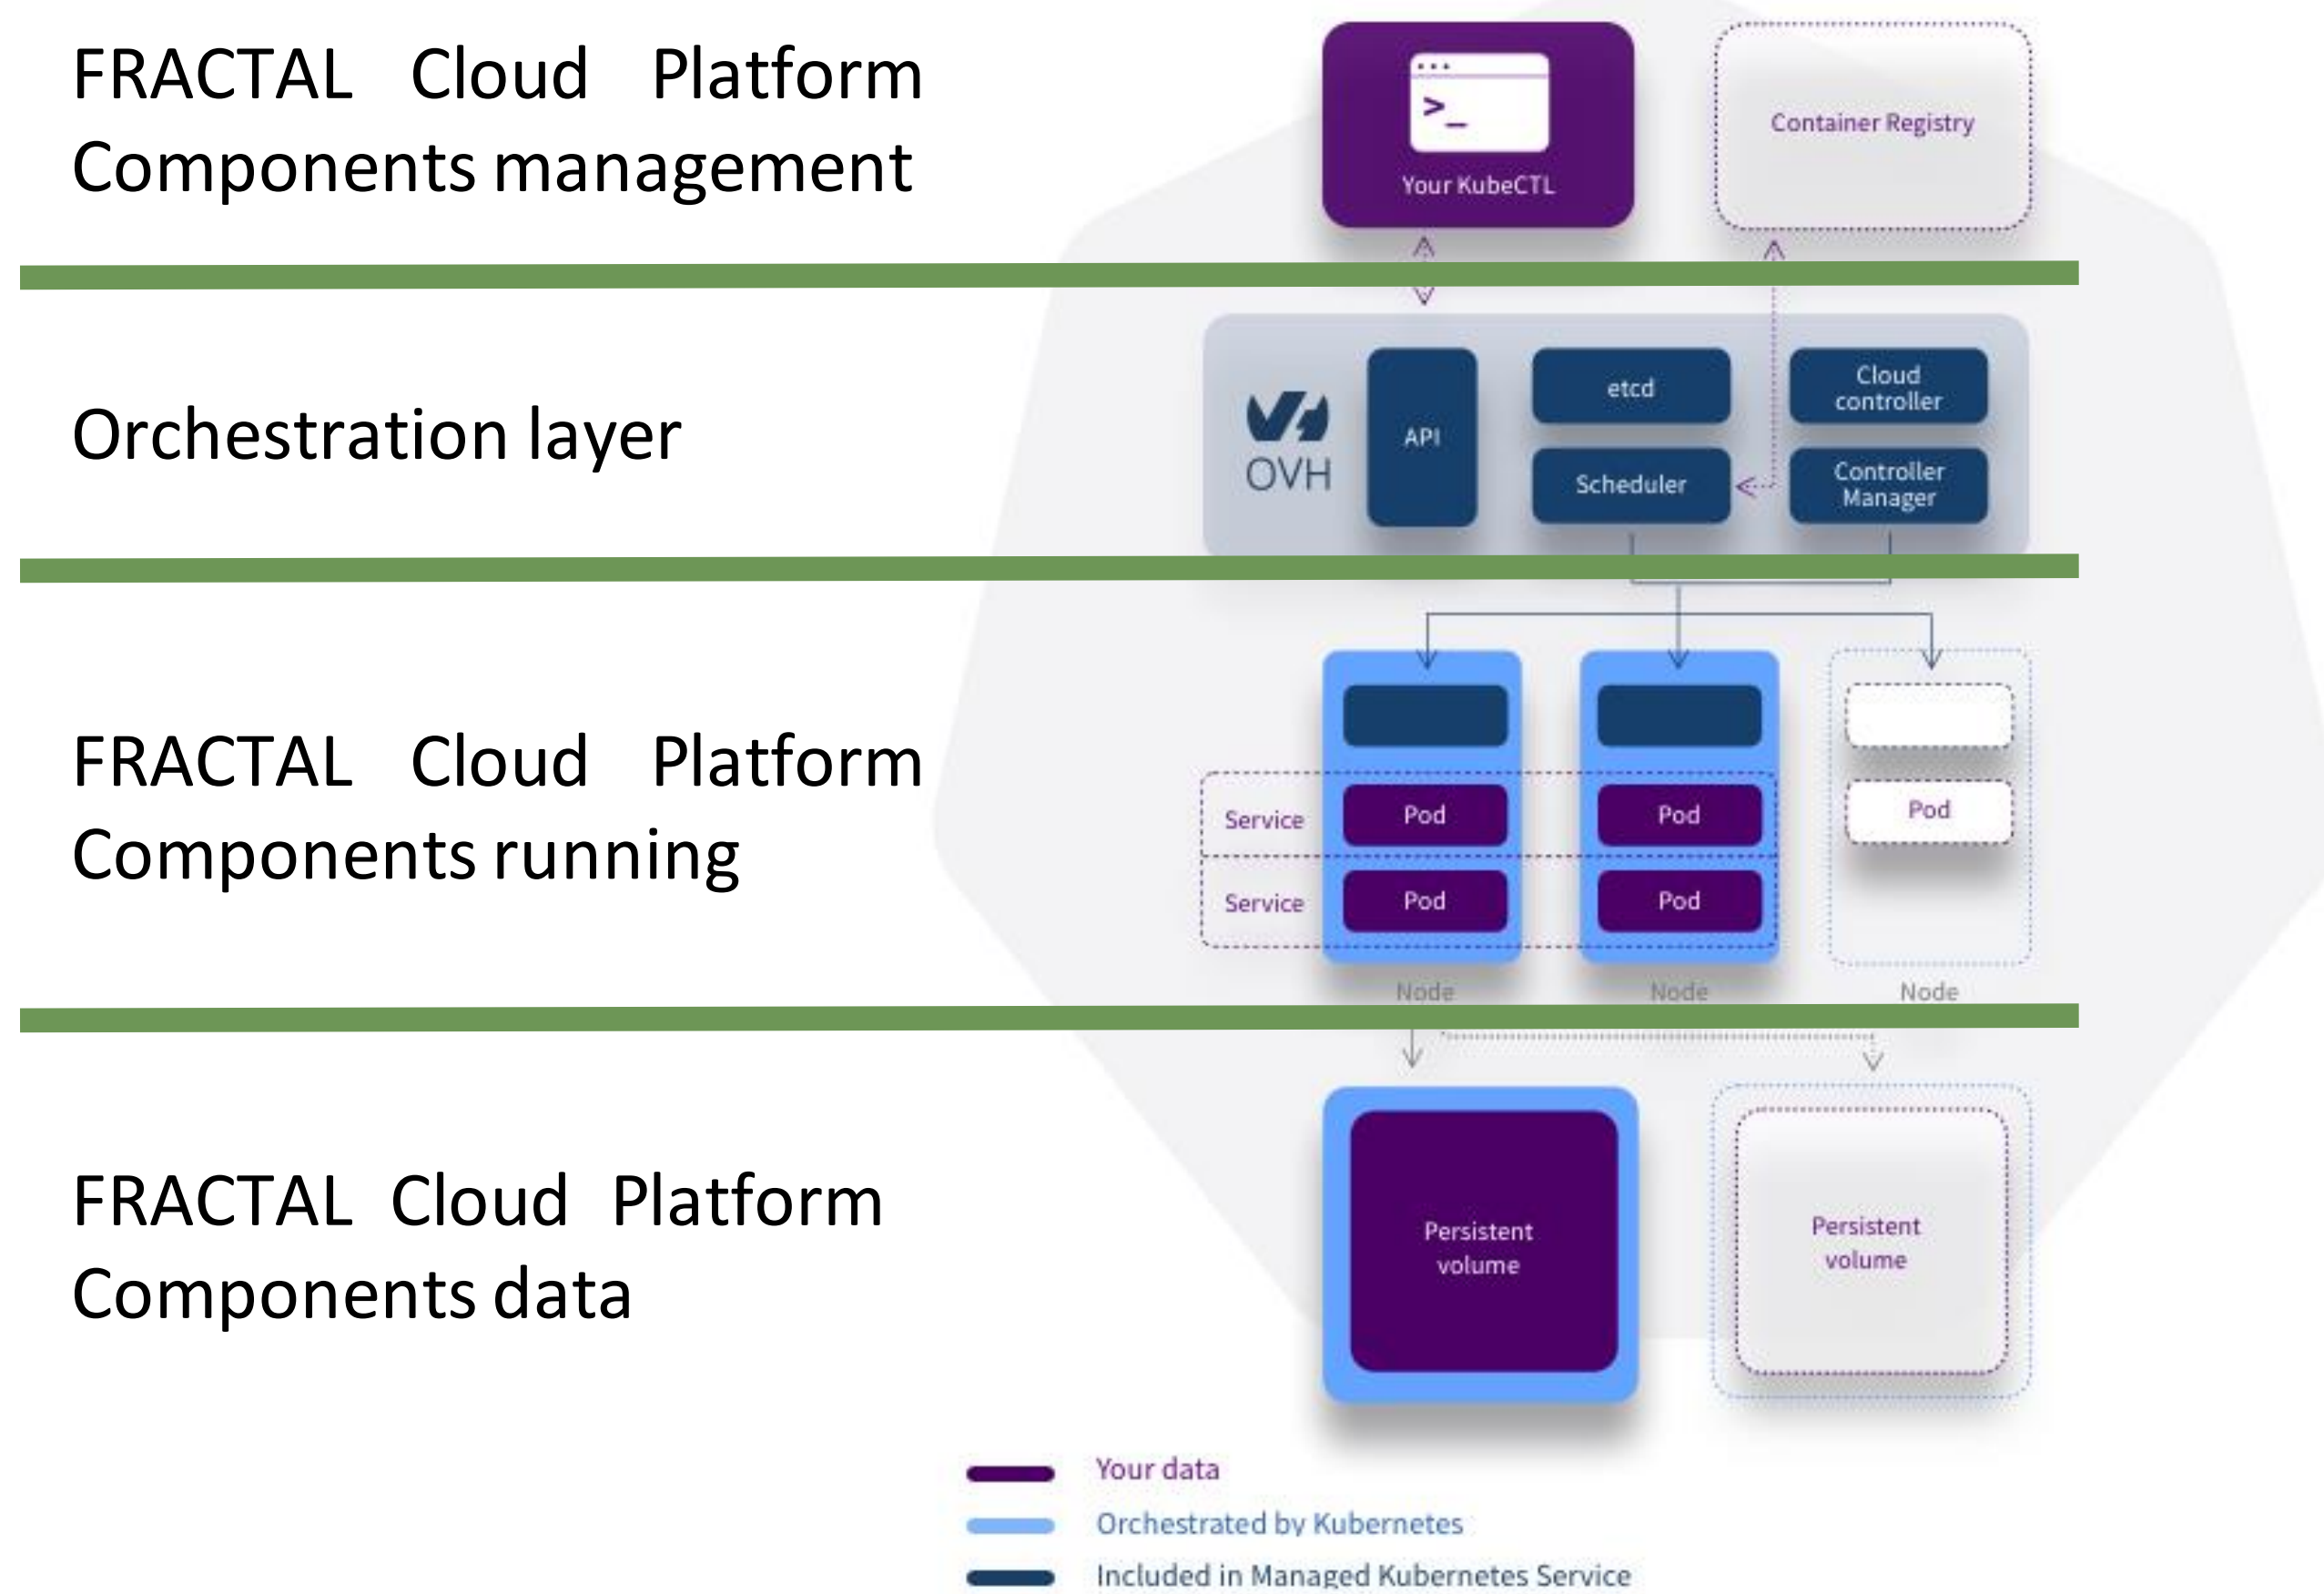 FRACTAL Cloud Platform
Components management
>_
Your KubeCTL
Container Registry
Orchestration layer
OVH
API
etcd
Cloud
controller
Scheduler
Controller
Manager
FRACTAL Cloud Platform
Components running
Service
Pod
Pod
Pod
Service
Pod
Pod
Node
Node
Node
FRACTAL Cloud Platform
Components data
Persistent
volume
Persistent
volume
Your data
Orchestrated by Kubernetes
Included in Managed Kubernetes Service